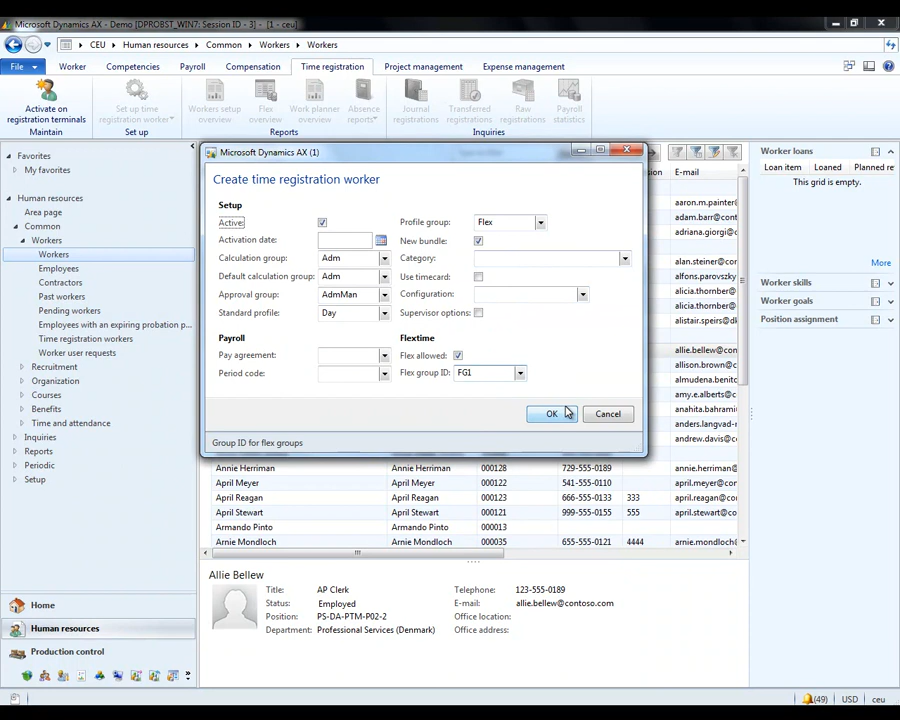 Microsoft Dynamics AX - Demo [DPROBST_WIN7: Session ID - 3] - [1 - ceu]
CEU
Human resources
Common
Workers
Workers
File
Worker
Competencies
Payroll
Compensation
Time registration
Project management
Expense management
Activate on registration terminals
Set up time registration worker
Workers setup overview
Flex overview
Work planner overview
Absence reports
Journal registrations
Transferred registrations
Raw registrations
Payroll statistics
Maintain
Set up
Reports
Inquiries
Favorites
My favorites
Human resources
Area page
Common
Workers
Workers
Employees
Contractors
Past workers
Pending workers
Employees with an expiring probation p...
Time registration workers
Worker user requests
Recruitment
Organization
Courses
Benefits
Time and attendance
Inquiries
Reports
Periodic
Setup
Home
Human resources
Production control
Microsoft Dynamics AX (1)
Create time registration worker
Setup
Active:
Activation date:
Calculation group: Adm
Default calculation group: Adm
Approval group: AdmMan
Standard profile: Day
Payroll
Pay agreement:
Period code:
Profile group: Flex
New bundle:
Category:
Use timecard:
Configuration:
Supervisor options:
Flextime
Flex allowed:
Flex group ID: FG1
OK
Cancel
Group ID for flex groups
E-mail
aaron.m.painter@
adam.barr@conto
adriana.giorgi@c
alan.steiner@cont
alfons.parovszky
alicia.thornber@
alicia.thornber@
alistair.speirs@d
allie.bellew@con
allison.brown@c
almudena.benito
amy.e.alberts@c
anahita.bahrami
anders.langvad-
andrew.davis@c
Annie Herriman Annie Herriman 000128 729-555-0189 annie.herriman@
April Meyer April Meyer 000122 541-555-0110 april.meyer@con
April Reagan April Reagan 000123 666-555-0133 333 april.reagan@co
April Stewart April Stewart 000121 999-555-0155 555 april.stewart@co
Armando Pinto Armando Pinto 000013
Arnie Mondloch Arnie Mondloch 000035 655-555-0121 4444 arnie.mondloch@
Allie Bellew
Title: AP Clerk
Status: Employed
Position: PS-DA-PTM-P02-2
Department: Professional Services (Denmark)
Telephone: 123-555-0189
E-mail: allie.bellew@contoso.com
Office location:
Office address:
Worker loans
Loan item Loaned Planned re
This grid is empty.
More
Worker skills
Worker goals
Position assignment
(49)
USD
ceu